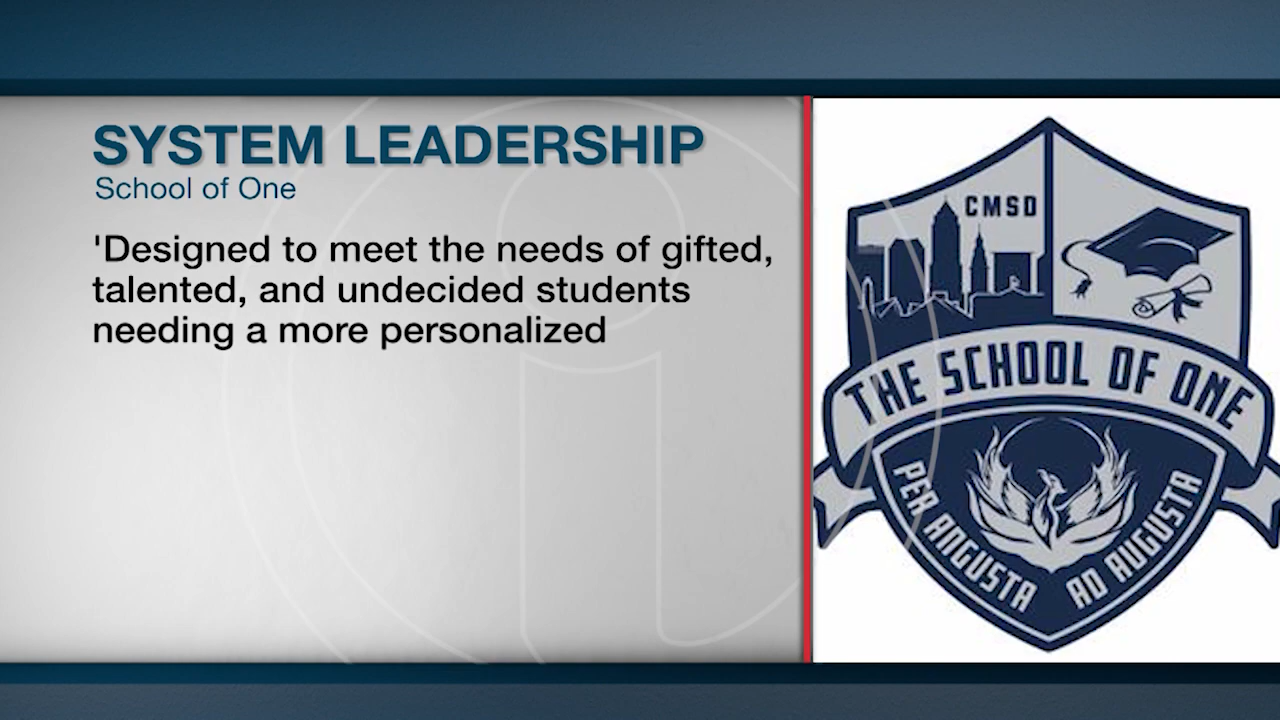 SYSTEM LEADERSHIP
School of One
'Designed to meet the needs of gifted,
talented, and undecided students
needing a more personalized
CMSD
THE SCHOOL OF ONE
PER ANGUSTA AD AUGUSTA